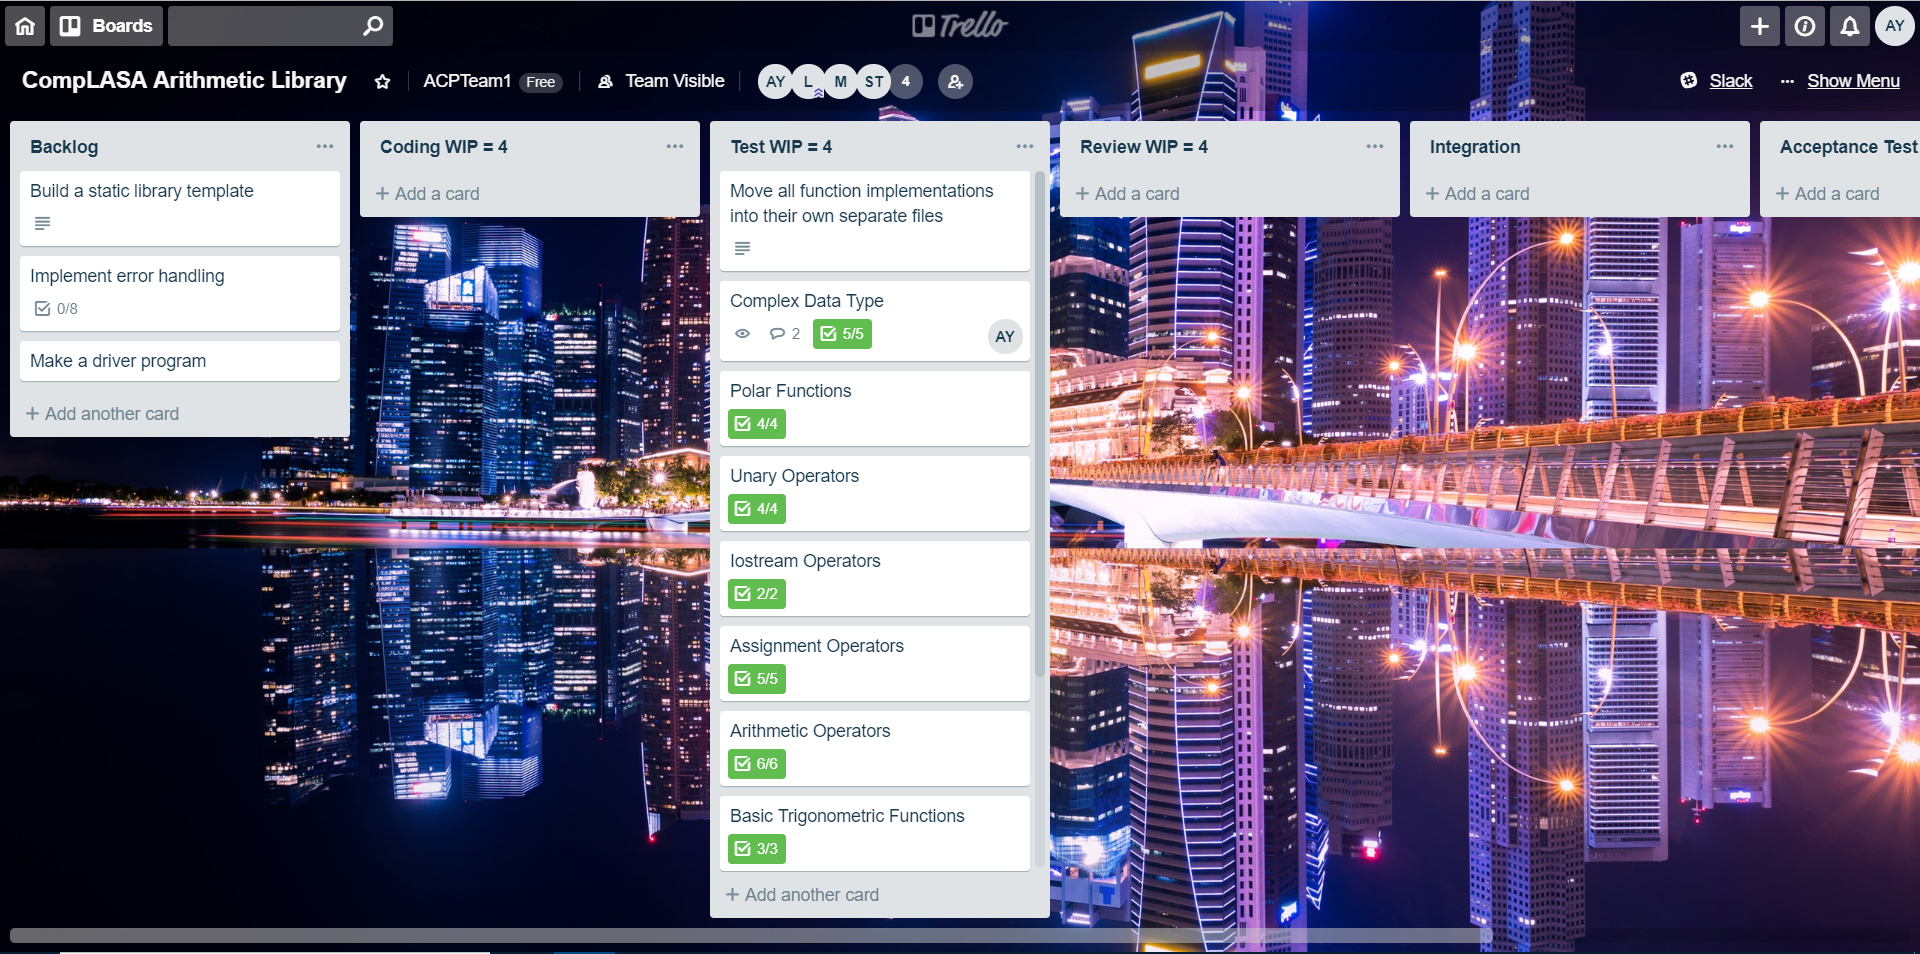 Boards
Trello
AY
CompLASA Arithmetic Library
ACPTeam1 Free
Team Visible
AY L M ST 4
Slack
Show Menu
Backlog
Build a static library template
Implement error handling
0/8
Make a driver program
+ Add another card
Coding WIP = 4
+ Add a card
Test WIP = 4
Move all function implementations
into their own separate files
Complex Data Type
2 5/5 AY
Polar Functions
4/4
Unary Operators
4/4
Iostream Operators
2/2
Assignment Operators
5/5
Arithmetic Operators
6/6
Basic Trigonometric Functions
3/3
+ Add another card
Review WIP = 4
+ Add a card
Integration
+ Add a card
Acceptance Test
+ Add a card